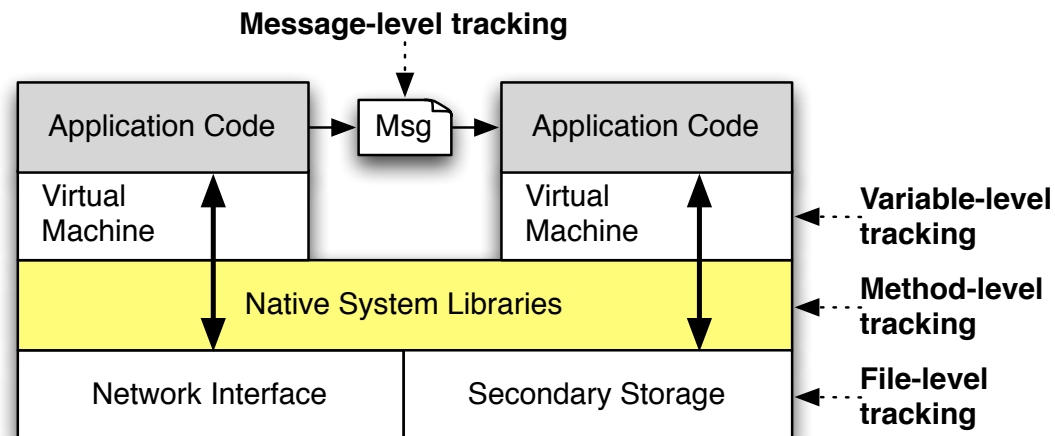 Message-level tracking
Application Code
Msg
Application Code
Virtual
Machine
Virtual
Machine
Variable-level
tracking
Native System Libraries
Method-level
tracking
Network Interface
Secondary Storage
File-level
tracking